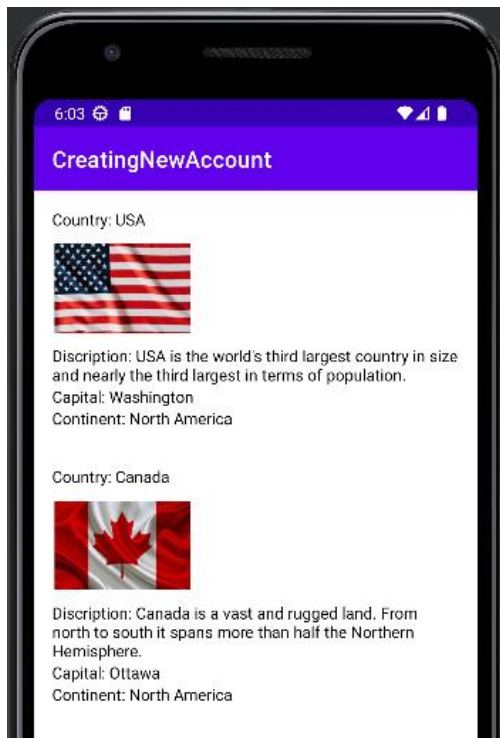 6:03
CreatingNewAccount
Country: USA
Discription: USA is the world's third largest country in size
and nearly the third largest in terms of population.
Capital: Washington
Continent: North America
Country: Canada
Discription: Canada is a vast and rugged land. From
north to south it spans more than half the Northern
Hemisphere.
Capital: Ottawa
Continent: North America